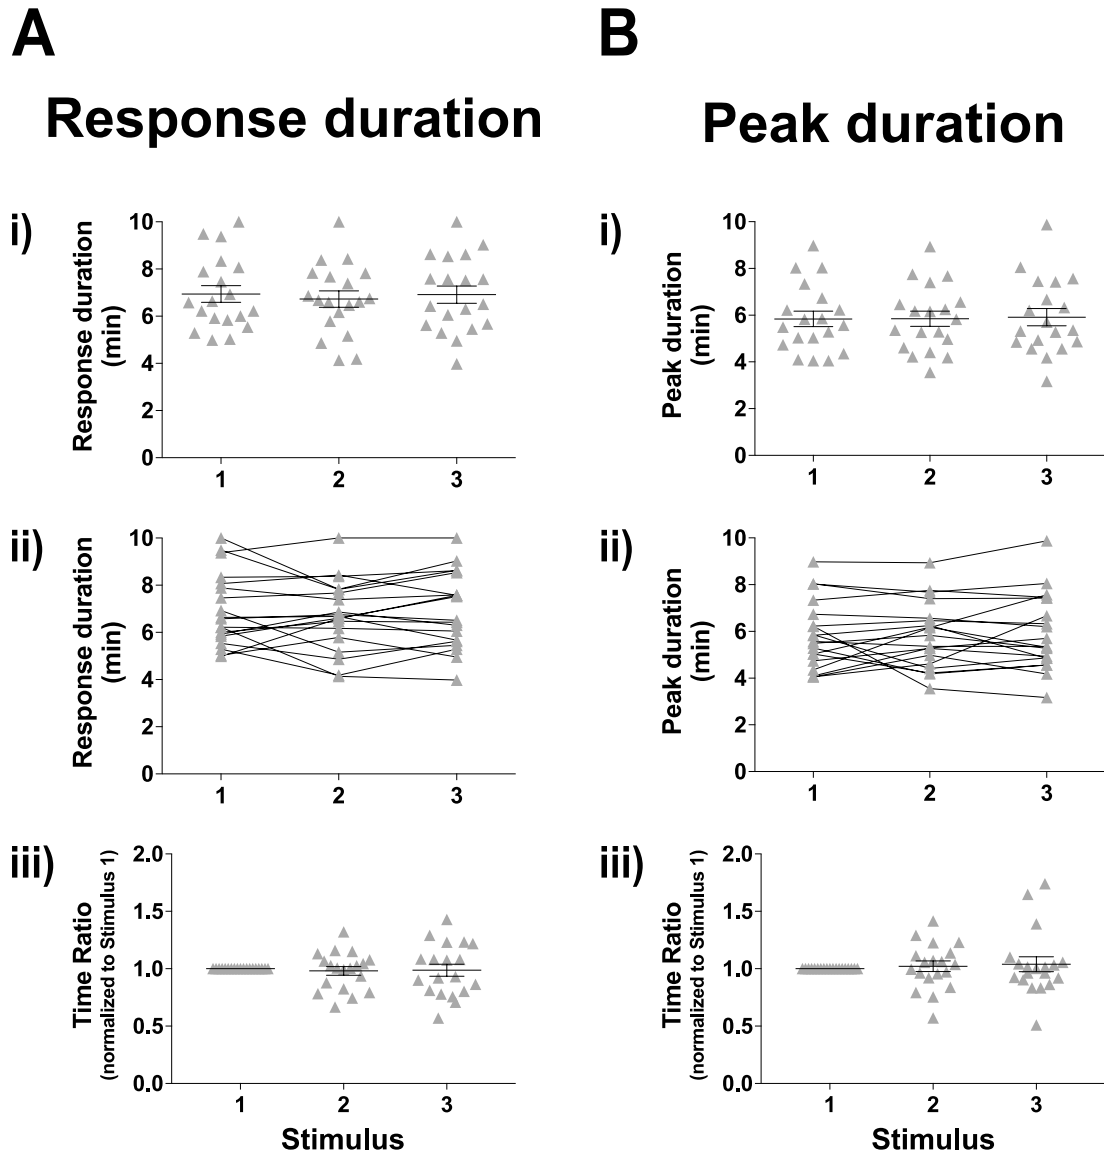 A
B
Response duration
Peak duration
i)
Response duration
(min)
10
8
6
4
2
0
1
2
3
i)
Peak duration
(min)
10
8
6
4
2
0
1
2
3
ii)
Response duration
(min)
10
8
6
4
2
0
1
2
3
ii)
Peak duration
(min)
10
8
6
4
2
0
1
2
3
iii)
Time Ratio
(normalized to Stimulus 1)
2.0
1.5
1.0
0.5
0.0
1
2
3
Stimulus
iii)
Time Ratio
(normalized to Stimulus 1)
2.0
1.5
1.0
0.5
0.0
1
2
3
Stimulus